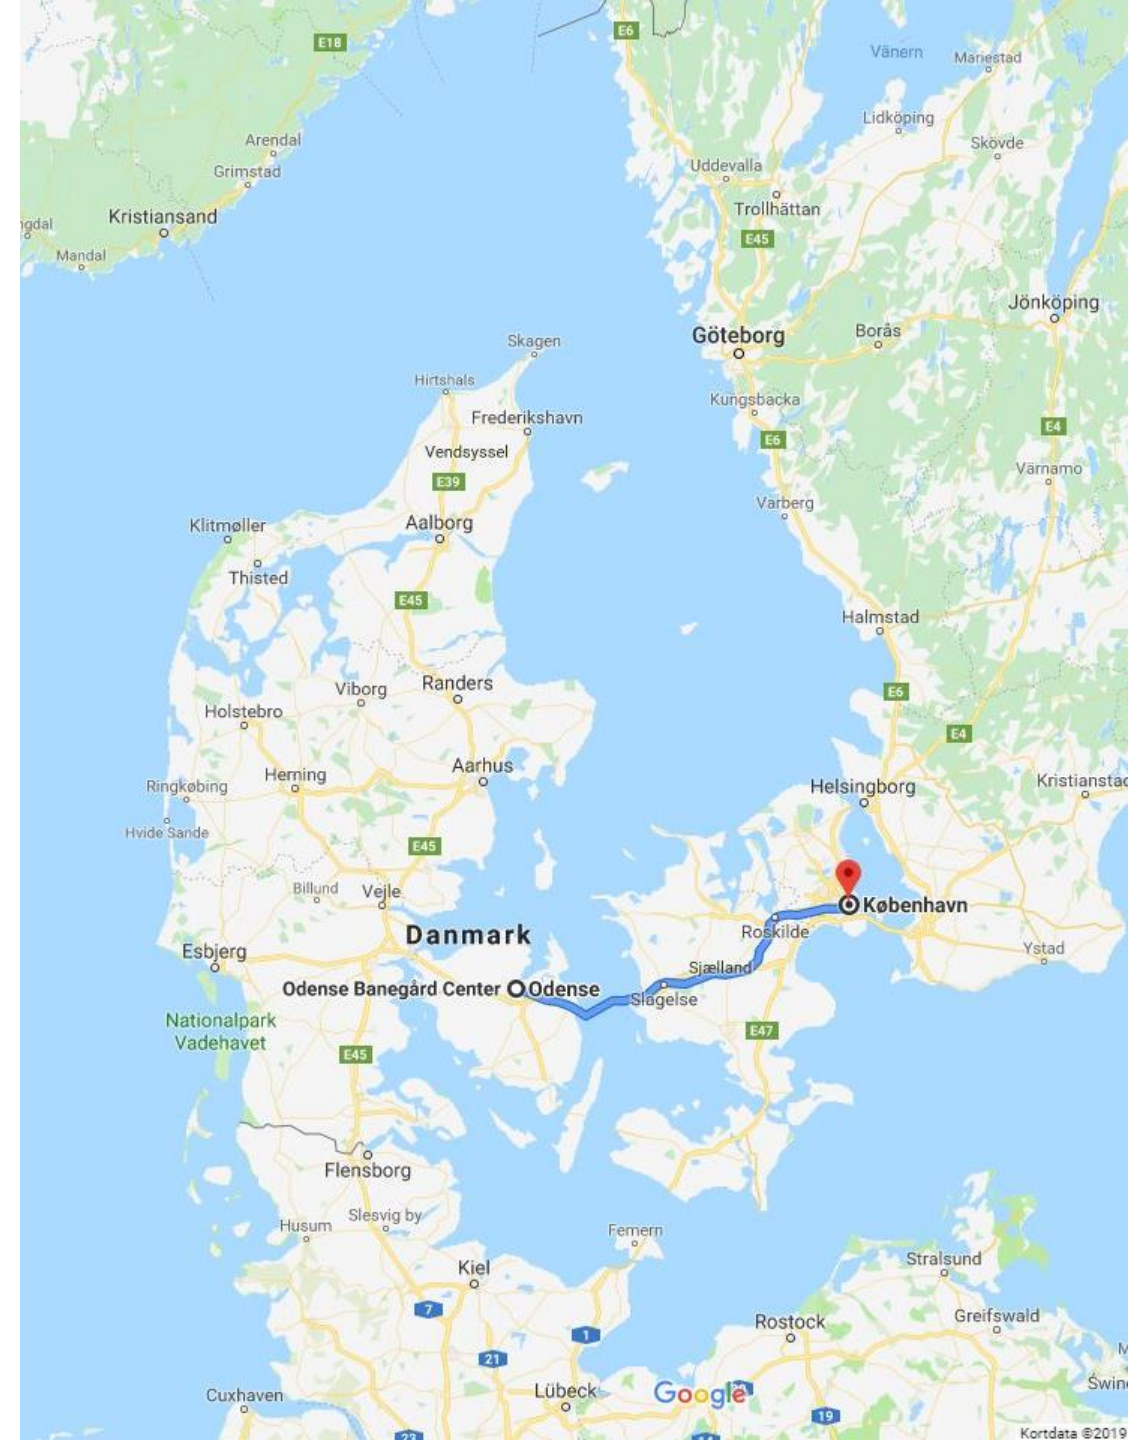 E6
E18
Vänern
Mariestad
Lidköping
Arendal
Skövde
Grimstad
Uddevalla
Trollhättan
Kristiansand
ngdal
E45
Mandal
Jönköping
Göteborg
Borås
Skagen
Hirtshals
Kungsbacka
Frederikshavn
E4
E6
Vendsyssel
Värnamo
E39
Varberg
Klitmøller
Aalborg
Thisted
E45
Halmstad
Viborg
Randers
E6
Holstebro
E4
Aarhus
Herning
Kristianstad
Ringkøbing
Helsingborg
Hvide Sande
E45
Billund
Vejle
København
Danmark
Roskilde
Esbjerg
Ystad
Sjælland
Odense Banegård Center
Odense
Slagelse
Nationalpark
Vadehavet
E47
E45
Flensborg
Slesvig by
Husum
Femern
Stralsund
Kiel
7
Greifswald
Rostock
1
21
Cuxhaven
Lübeck
Google
19
23
14
Kortdata ©2019